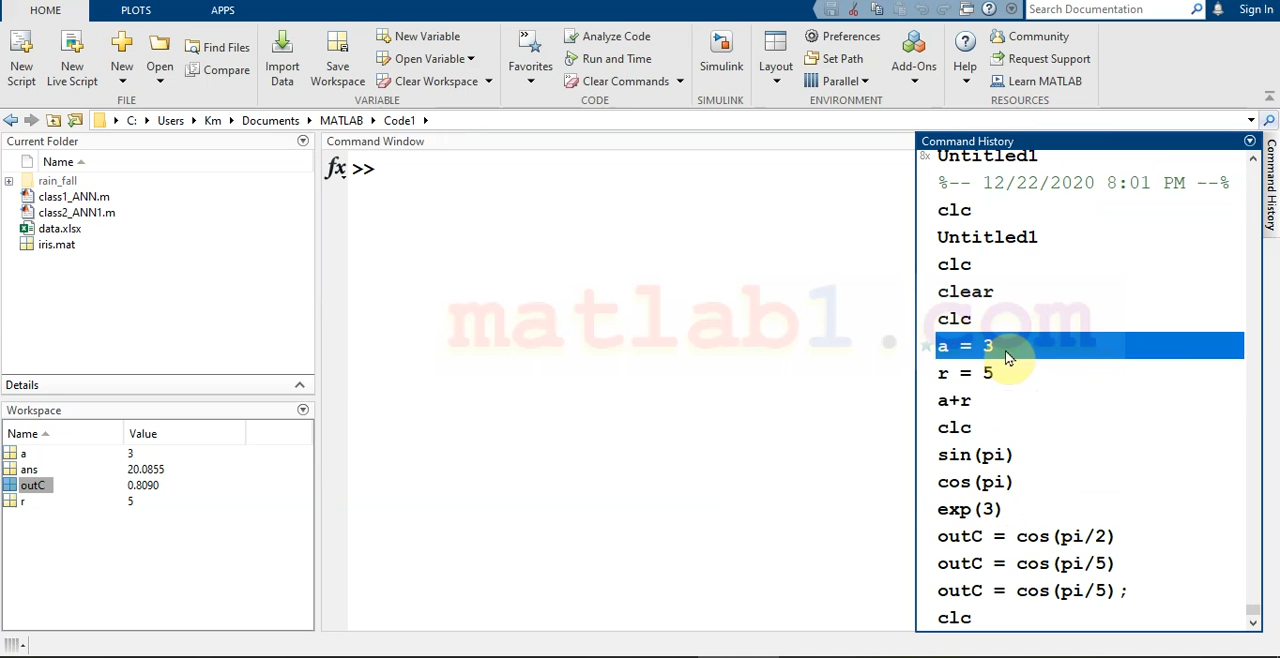 HOME PLOTS APPS
Search Documentation Sign In
New Script
New Live Script
New
Open
Find Files
Compare
FILE
Import Data
Save Workspace
New Variable
Open Variable
Clear Workspace
VARIABLE
Favorites
Analyze Code
Run and Time
Clear Commands
CODE
Simulink
SIMULINK
Layout
Preferences
Set Path
Parallel
ENVIRONMENT
Add-Ons
Help
Community
Request Support
Learn MATLAB
RESOURCES
C: Users Km Documents MATLAB Code1
Current Folder
Name
rain_fall
class1_ANN.m
class2_ANN1.m
data.xlsx
iris.mat
Details
Workspace
Name Value
a 3
ans 20.0855
outC 0.8090
r 5
Command Window
fx >>
matlab1.com
Command History
8x Untitled1
%-- 12/22/2020 8:01 PM --%
clc
Untitled1
clc
clear
clc
a = 3
r = 5
a+r
clc
sin(pi)
cos(pi)
exp(3)
outC = cos(pi/2)
outC = cos(pi/5)
outC = cos(pi/5);
clc
Command History